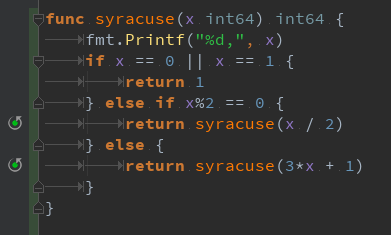 func syracuse(x int64) int64 {
fmt.Printf("%d,", x)
if x == 0 || x == 1 {
return 1
} else if x%2 == 0 {
return syracuse(x / 2)
} else {
return syracuse(3*x + 1)
}
}